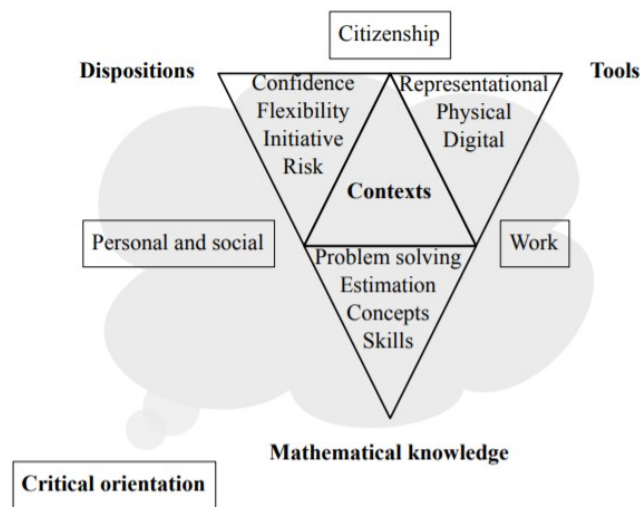 Citizenship
Dispositions
Tools
Confidence
Flexibility
Initiative
Risk
Representational
Physical
Digital
Contexts
Personal and social
Work
Problem solving
Estimation
Concepts
Skills
Mathematical knowledge
Critical orientation